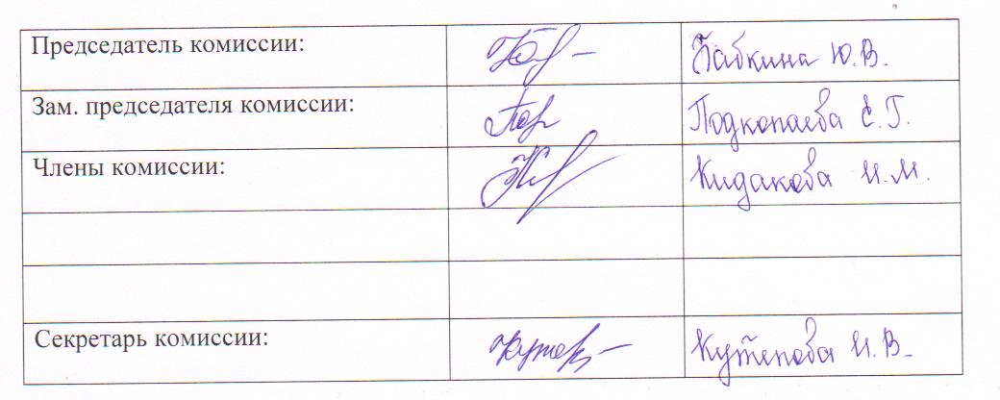 Председатель комиссии: Бабкина Ю.В.
Зам. председателя комиссии: Подкопаева Е.Г.
Члены комиссии: Кидакова И.М.
Секретарь комиссии: Кутепова И.В.